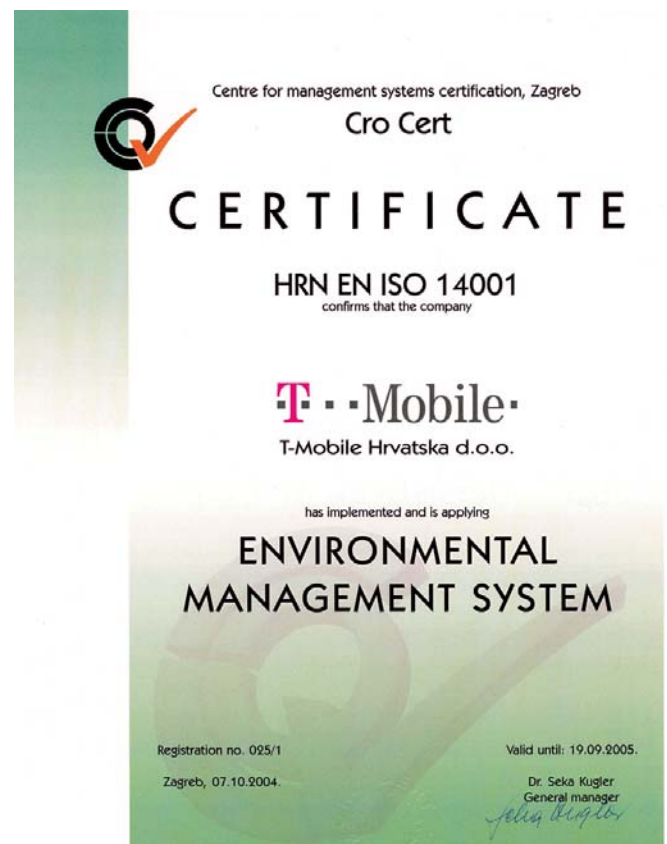 Centre for management systems certification, Zagreb
Cro Cert
CERTIFICATE
HRN EN ISO 14001
confirms that the company
T··Mobile·
T-Mobile Hrvatska d.o.o.
has implemented and is applying
ENVIRONMENTAL
MANAGEMENT SYSTEM
Registration no. 025/1
Valid until: 19.09.2005.
Zagreb, 07.10.2004.
Dr. Seka Kugler
General manager